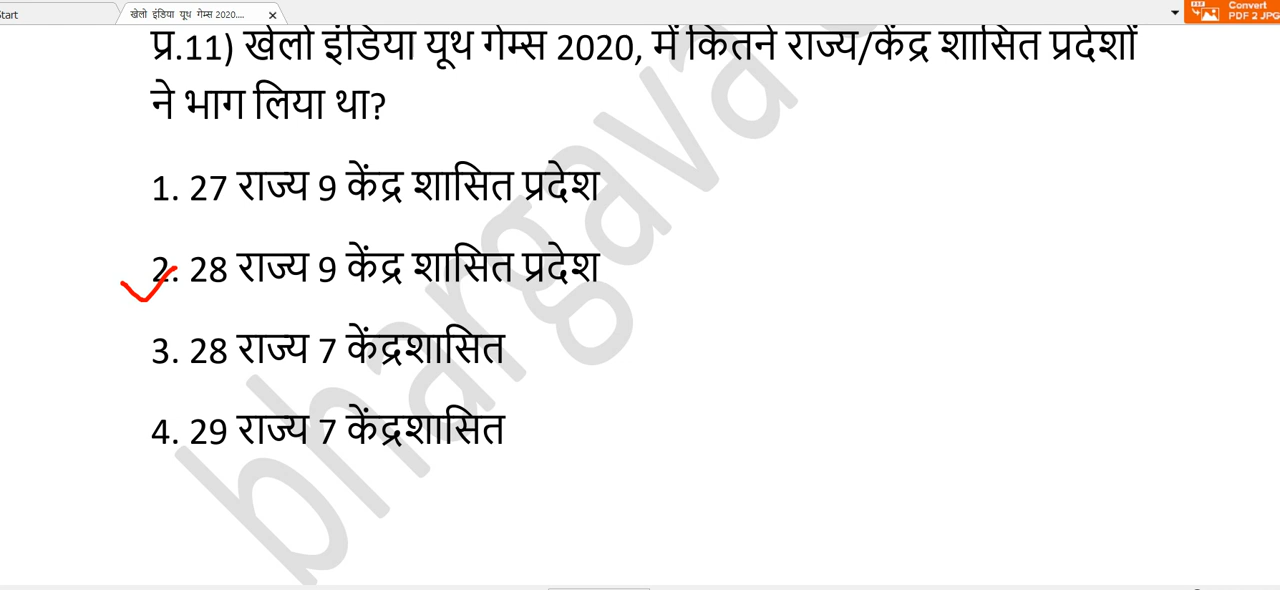 Start
खेलो इंडिया यूथ गेम्स 2020....
Convert
PDF 2 JPG
प्र.11) खेलो इंडिया यूथ गेम्स 2020, में कितने राज्य/केंद्र शासित प्रदेशों
ने भाग लिया था?
1. 27 राज्य 9 केंद्र शासित प्रदेश
2. 28 राज्य 9 केंद्र शासित प्रदेश
3. 28 राज्य 7 केंद्रशासित
4. 29 राज्य 7 केंद्रशासित
bhargava